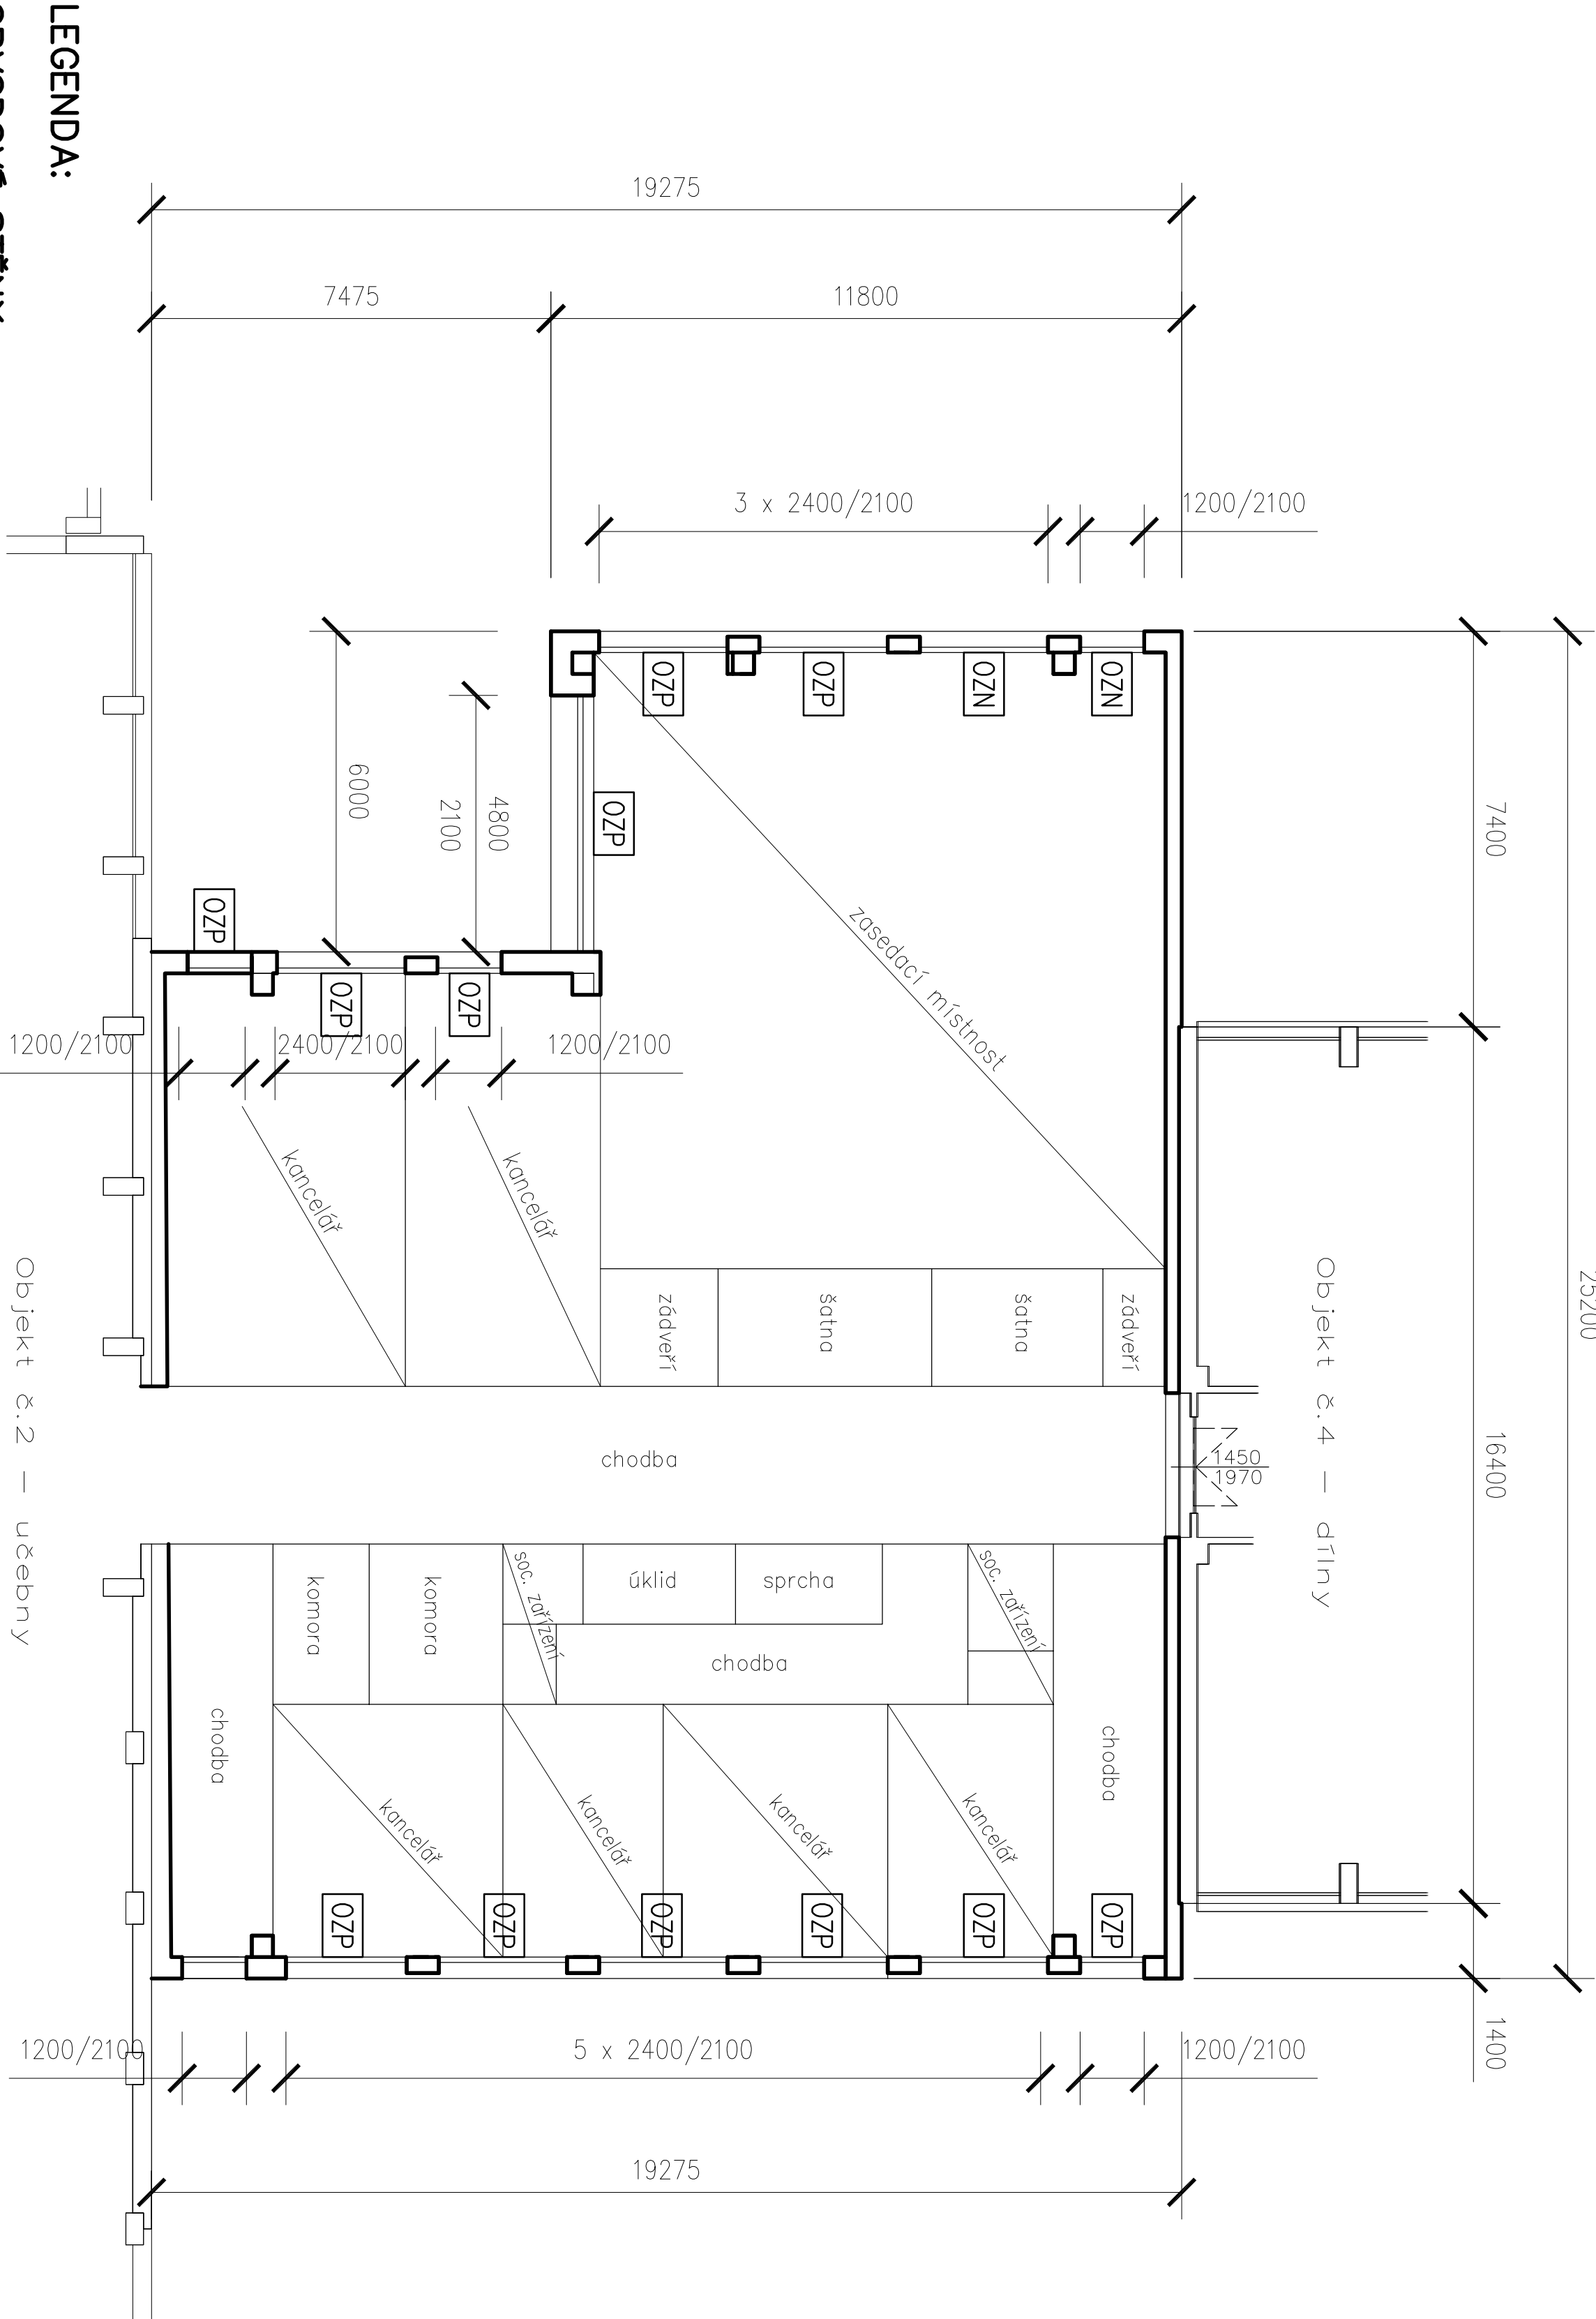 LEGENDA:
19275
7475
11800
3 x 2400/2100
1200/2100
25200
7400
16400
1400
6000
4800
2100
OZP
OZP
OZN
OZN
OZP
OZP
OZP
OZP
zasedací místnost
1200/2100
2400/2100
1200/2100
kancelář
kancelář
zádveří
šatna
šatna
zádveří
Objekt č.4 – dílny
Objekt č.2 – učebny
chodba
1450
1970
komora
komora
soc. zařízení
úklid
sprcha
soc. zařízení
chodba
chodba
chodba
kancelář
kancelář
kancelář
kancelář
OZP
OZP
OZP
OZP
OZP
OZP
1200/2100
5 x 2400/2100
1200/2100
19275